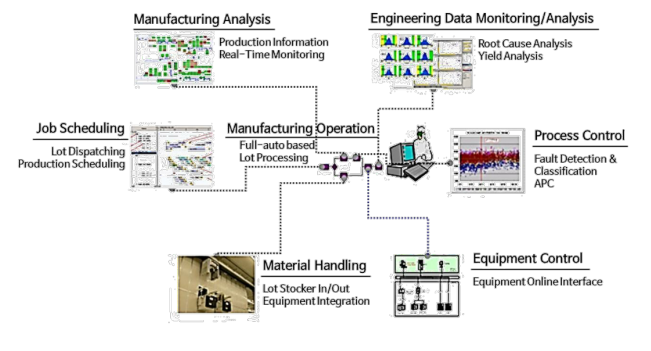 Manufacturing Analysis
Production Information
Real-Time Monitoring
Engineering Data Monitoring/Analysis
Root Cause Analysis
Yield Analysis
Job Scheduling
Lot Dispatching
Production Scheduling
Manufacturing Operation
Full-auto based
Lot Processing
Process Control
Fault Detection &
Classification
APC
Material Handling
Lot Stocker In/Out
Equipment Integration
Equipment Control
Equipment Online Interface